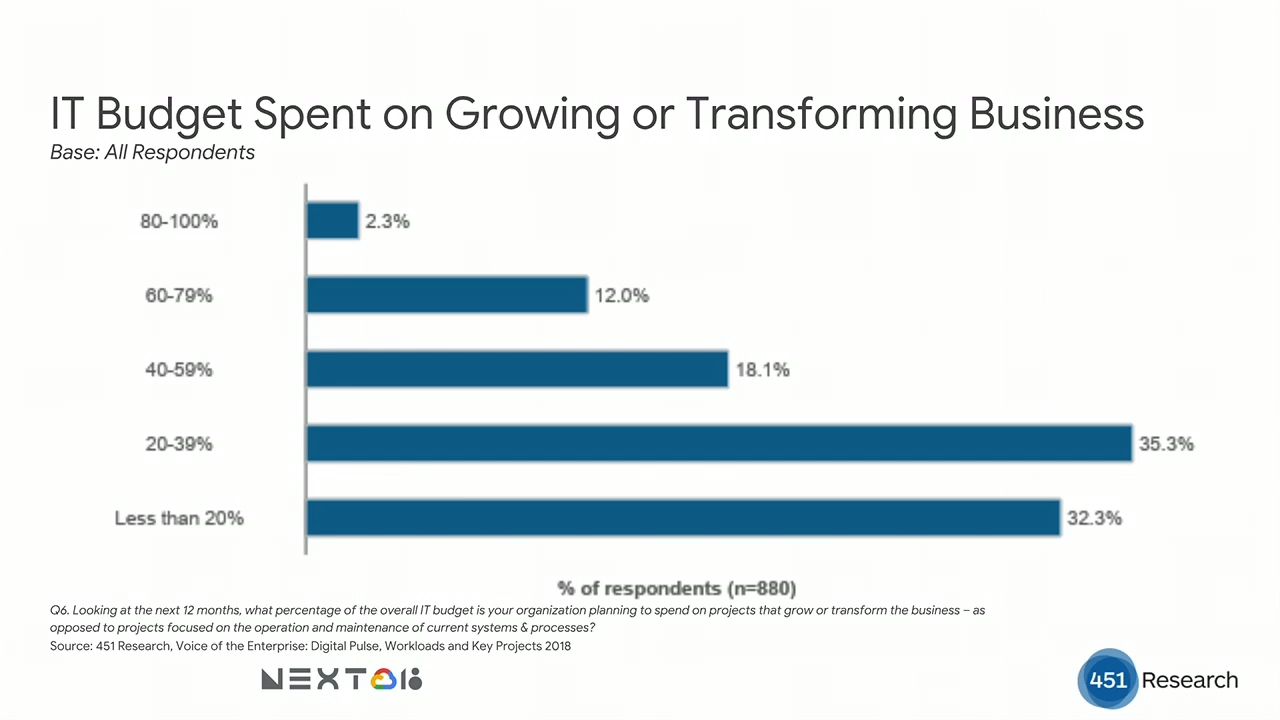 IT Budget Spent on Growing or Transforming Business
Base: All Respondents
80-100% 2.3%
60-79% 12.0%
40-59% 18.1%
20-39% 35.3%
Less than 20% 32.3%
% of respondents (n=880)
Q6. Looking at the next 12 months, what percentage of the overall IT budget is your organization planning to spend on projects that grow or transform the business – as
opposed to projects focused on the operation and maintenance of current systems & processes?
Source: 451 Research, Voice of the Enterprise: Digital Pulse, Workloads and Key Projects 2018
NEXT 18
451 Research